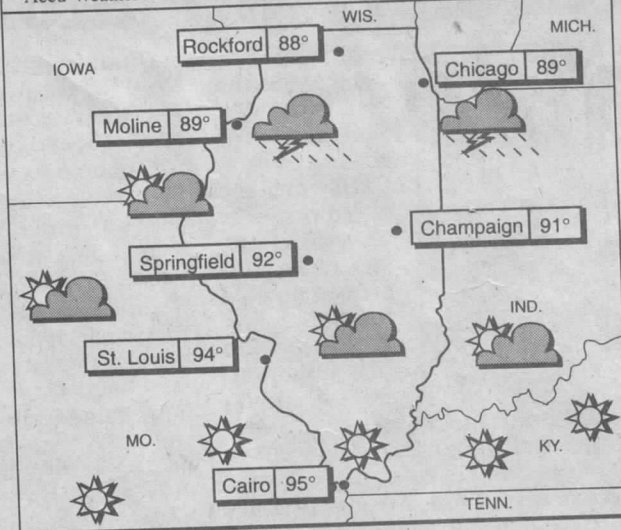 WIS.
MICH.
Rockford 88°
IOWA
Chicago 89°
Moline 89°
Champaign 91°
Springfield 92°
IND.
St. Louis 94°
MO.
KY.
Cairo 95°
TENN.